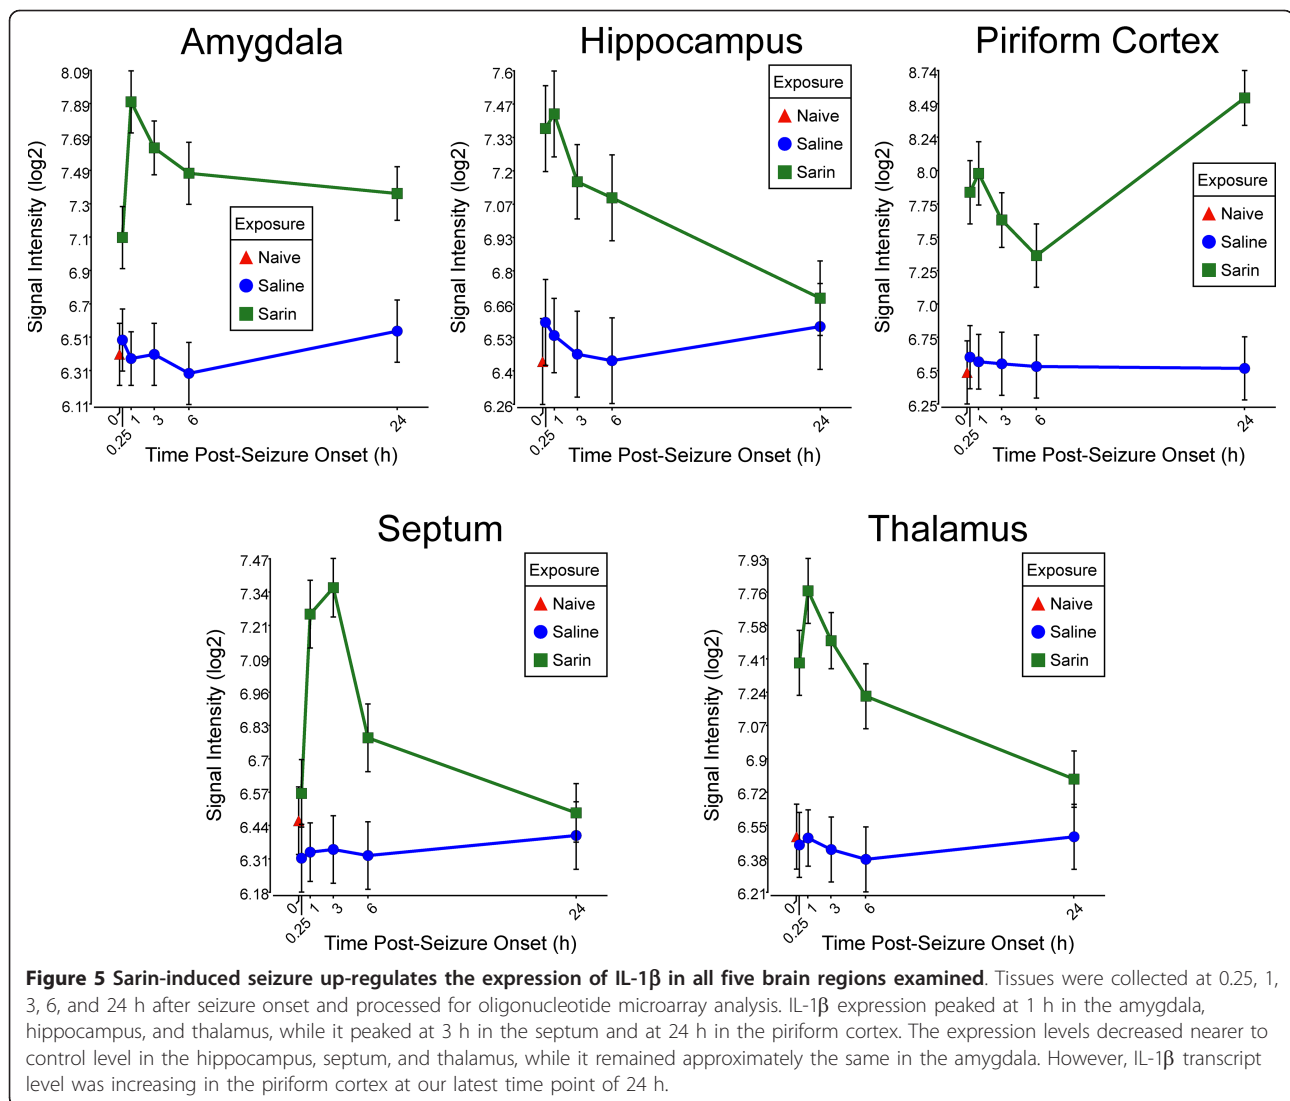 Amygdala
Signal Intensity (log2)
8.09
7.89
7.69
7.49
7.3
7.1
6.9
6.7
6.51
6.31
6.11
Exposure
Naive
Saline
Sarin
0
0.25
1
3
6
24
Time Post-Seizure Onset (h)
Hippocampus
Signal Intensity (log2)
7.6
7.47
7.33
7.2
7.07
6.93
6.8
6.66
6.53
6.4
6.26
Exposure
Naive
Saline
Sarin
0
0.25
1
3
6
24
Time Post-Seizure Onset (h)
Piriform Cortex
Signal Intensity (log2)
8.74
8.49
8.24
8.0
7.75
7.5
7.25
7.0
6.75
6.5
6.25
Exposure
Naive
Saline
Sarin
0
0.25
1
3
6
24
Time Post-Seizure Onset (h)
Septum
Signal Intensity (log2)
7.47
7.34
7.21
7.09
6.96
6.83
6.7
6.57
6.44
6.31
6.18
Exposure
Naive
Saline
Sarin
0
0.25
1
3
6
24
Time Post-Seizure Onset (h)
Thalamus
Signal Intensity (log2)
7.93
7.76
7.58
7.41
7.24
7.07
6.9
6.72
6.55
6.38
6.21
Exposure
Naive
Saline
Sarin
0
0.25
1
3
6
24
Time Post-Seizure Onset (h)
Figure 5 Sarin-induced seizure up-regulates the expression of IL-1β in all five brain regions examined. Tissues were collected at 0.25, 1,
3, 6, and 24 h after seizure onset and processed for oligonucleotide microarray analysis. IL-1β expression peaked at 1 h in the amygdala,
hippocampus, and thalamus, while it peaked at 3 h in the septum and at 24 h in the piriform cortex. The expression levels decreased nearer to
control level in the hippocampus, septum, and thalamus, while it remained approximately the same in the amygdala. However, IL-1β transcript
level was increasing in the piriform cortex at our latest time point of 24 h.